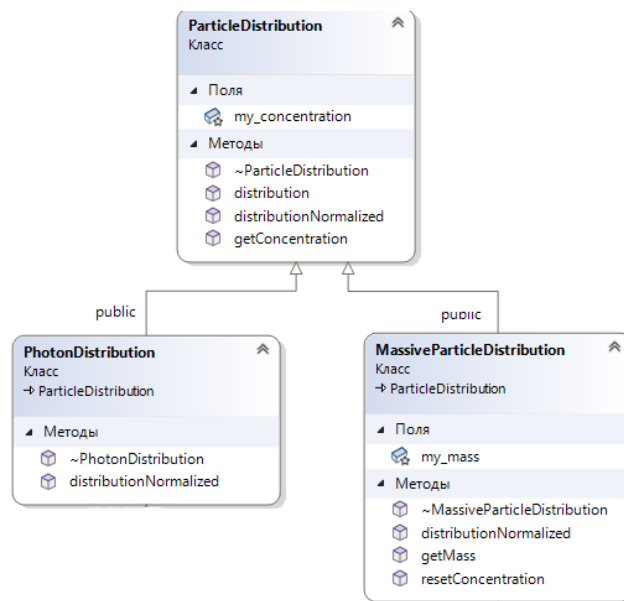 ParticleDistribution
Класс
Поля
my_concentration
Методы
~ParticleDistribution
distribution
distributionNormalized
getConcentration
public
public
PhotonDistribution
Класс
ParticleDistribution
Методы
~PhotonDistribution
distributionNormalized
MassiveParticleDistribution
Класс
ParticleDistribution
Поля
my_mass
Методы
~MassiveParticleDistribution
distributionNormalized
getMass
resetConcentration